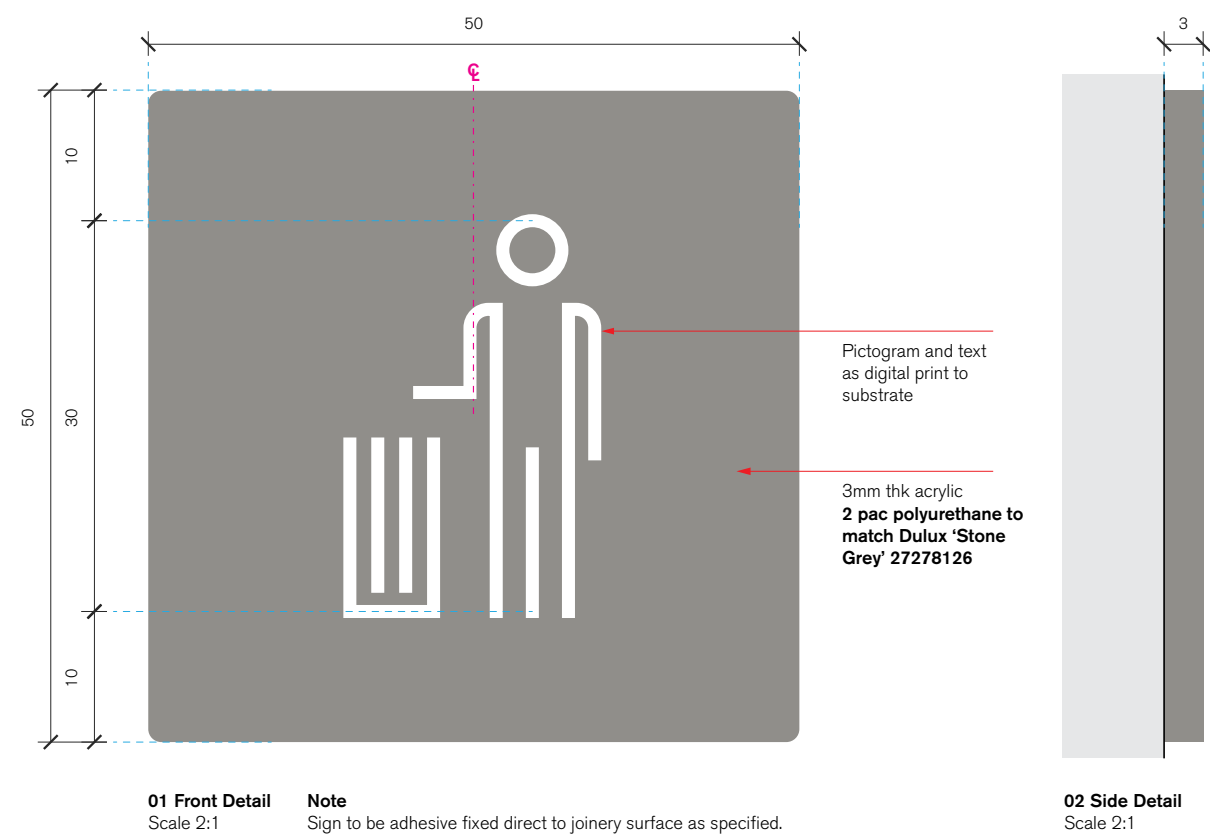 50
3
℄
10
50
30
10
Pictogram and text
as digital print to
substrate
3mm thk acrylic
2 pac polyurethane to
match Dulux ‘Stone
Grey’ 27278126
01 Front Detail
Scale 2:1
Note
Sign to be adhesive fixed direct to joinery surface as specified.
02 Side Detail
Scale 2:1